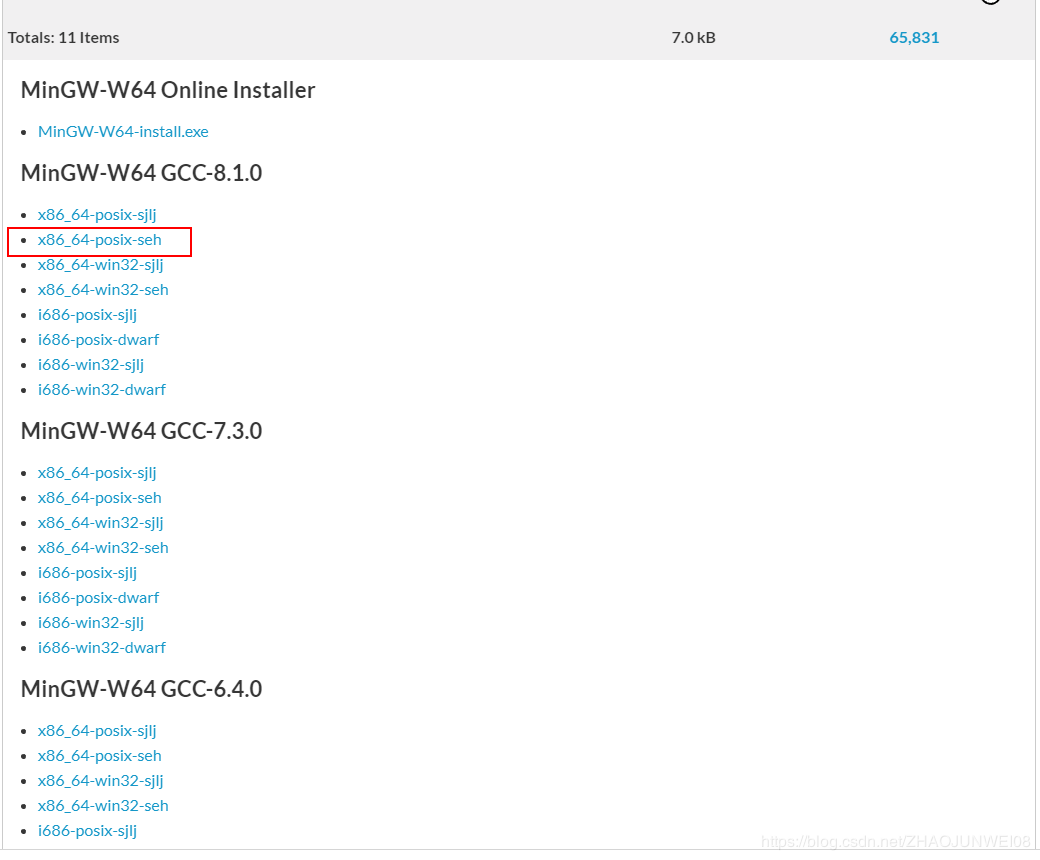 Totals: 11 Items 7.0 kB 65,831
MinGW-W64 Online Installer
MinGW-W64-install.exe
MinGW-W64 GCC-8.1.0
x86_64-posix-sjlj
x86_64-posix-seh
x86_64-win32-sjlj
x86_64-win32-seh
i686-posix-sjlj
i686-posix-dwarf
i686-win32-sjlj
i686-win32-dwarf
MinGW-W64 GCC-7.3.0
x86_64-posix-sjlj
x86_64-posix-seh
x86_64-win32-sjlj
x86_64-win32-seh
i686-posix-sjlj
i686-posix-dwarf
i686-win32-sjlj
i686-win32-dwarf
MinGW-W64 GCC-6.4.0
x86_64-posix-sjlj
x86_64-posix-seh
x86_64-win32-sjlj
x86_64-win32-seh
i686-posix-sjlj
https://blog.csdn.net/ZHAOJUNWEI08